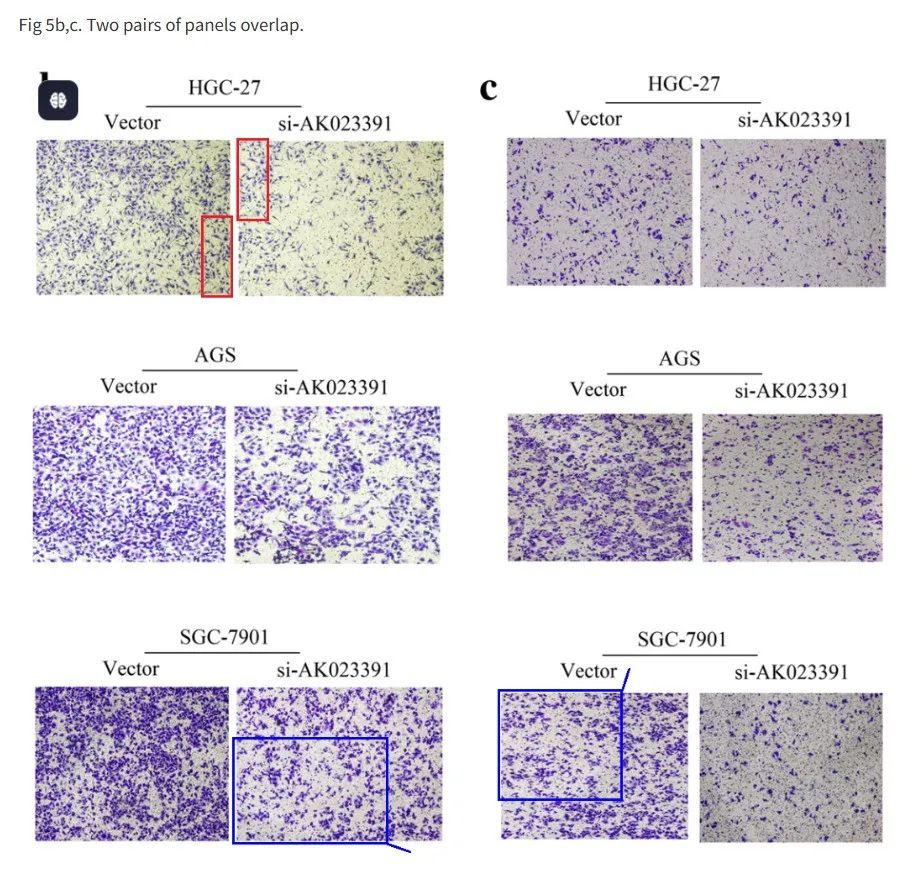 Fig 5b,c. Two pairs of panels overlap.
HGC-27
Vector si-AK023391
AGS
Vector si-AK023391
SGC-7901
Vector si-AK023391
c
HGC-27
Vector si-AK023391
AGS
Vector si-AK023391
SGC-7901
Vector si-AK023391